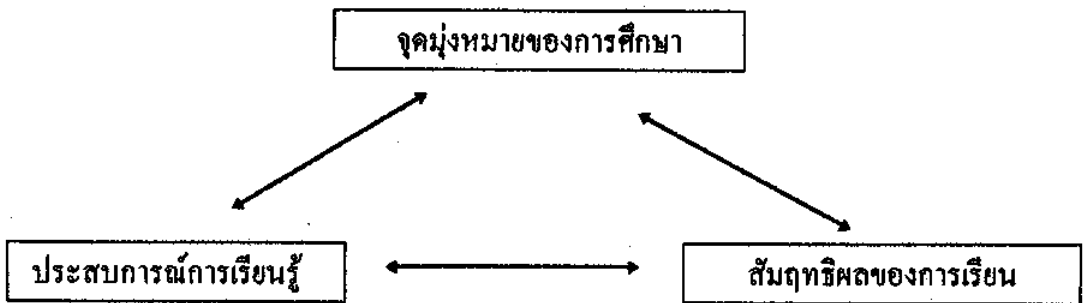 จุดมุ่งหมายของการศึกษา
ประสบการณ์การเรียนรู้
สัมฤทธิผลของการเรียน